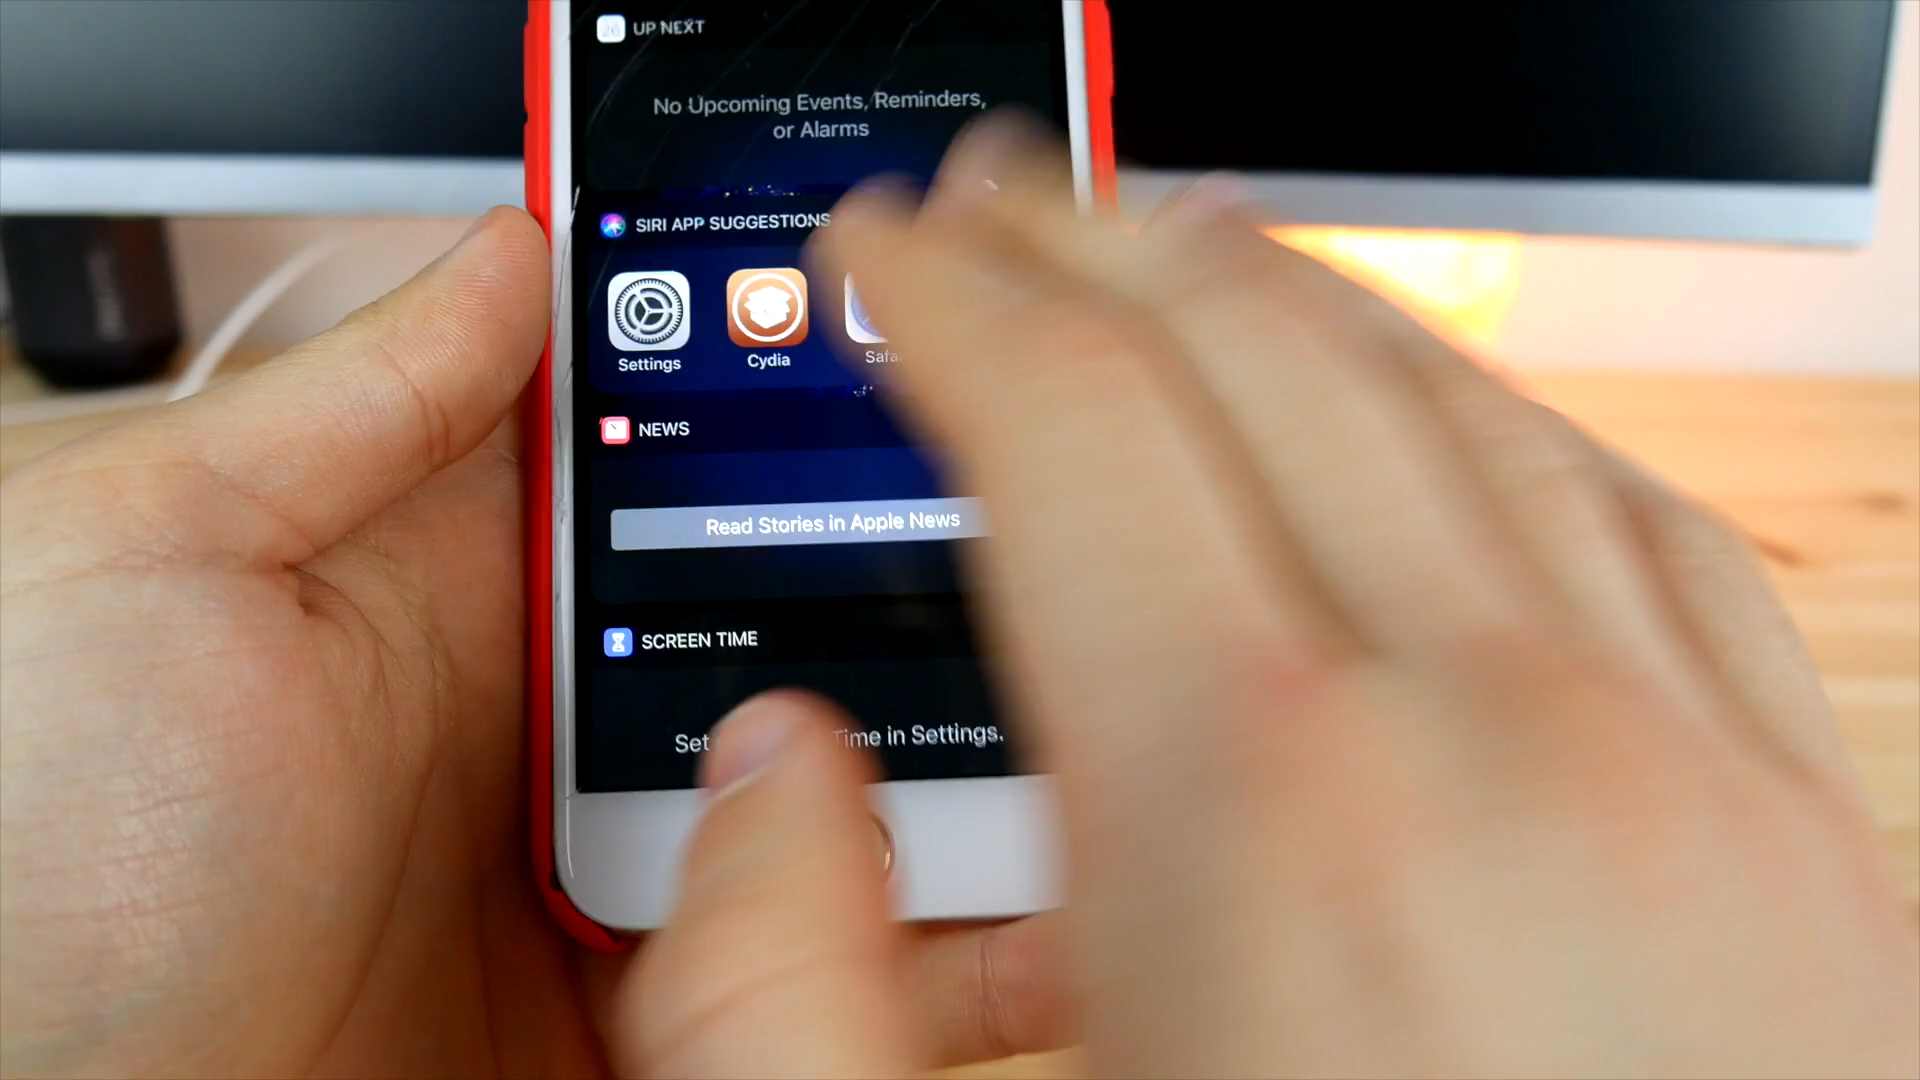 UP NEXT
No Upcoming Events, Reminders,
or Alarms
SIRI APP SUGGESTIONS
Settings
Cydia
Safa
NEWS
Read Stories in Apple News
SCREEN TIME
Set Time in Settings.